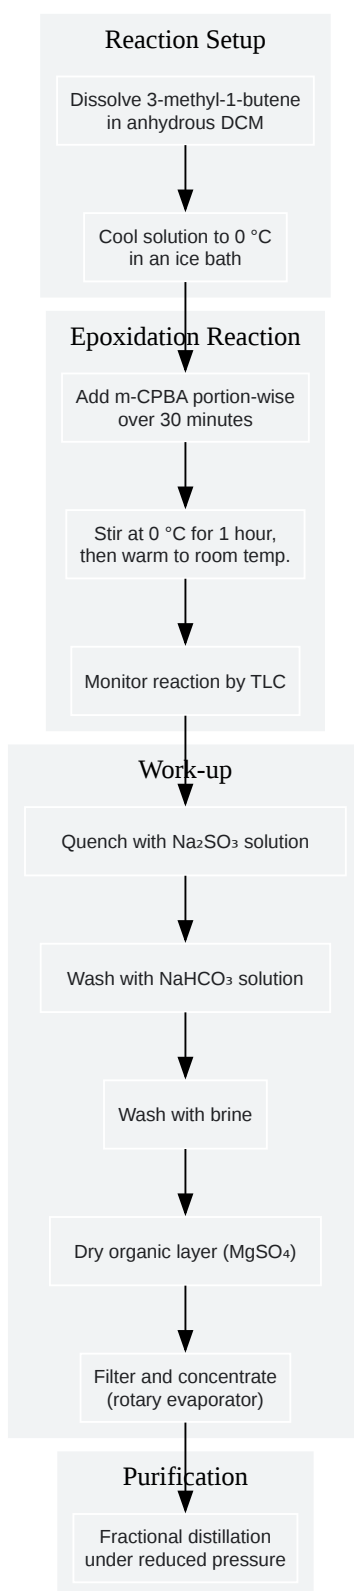 Reaction Setup
Dissolve 3-methyl-1-butene
in anhydrous DCM
Cool solution to 0 °C
in an ice bath
Epoxidation Reaction
Add m-CPBA portion-wise
over 30 minutes
Stir at 0 °C for 1 hour,
then warm to room temp.
Monitor reaction by TLC
Work-up
Quench with Na₂SO₃ solution
Wash with NaHCO₃ solution
Wash with brine
Dry organic layer (MgSO₄)
Filter and concentrate
(rotary evaporator)
Purification
Fractional distillation
under reduced pressure